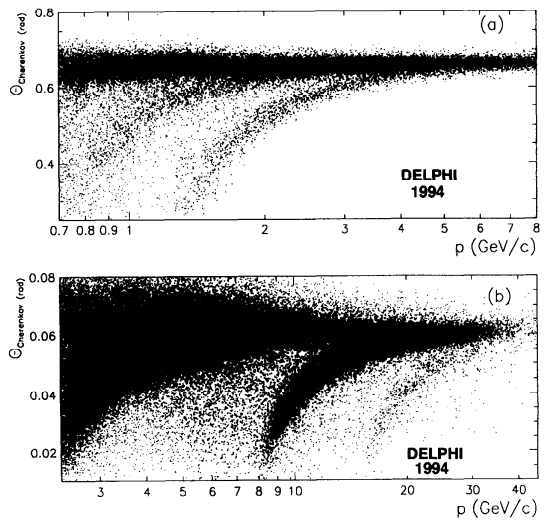 0.8
(a)
Θ Cherenkov (rad)
0.6
0.4
DELPHI
1994
0.7 0.8 0.9 1 2 3 4 5 6 7 8
p (GeV/c)
0.08
(b)
Θ Cherenkov (rad)
0.06
0.04
0.02
DELPHI
1994
3 4 5 6 7 8 9 10 20 30 40
p (GeV/c)